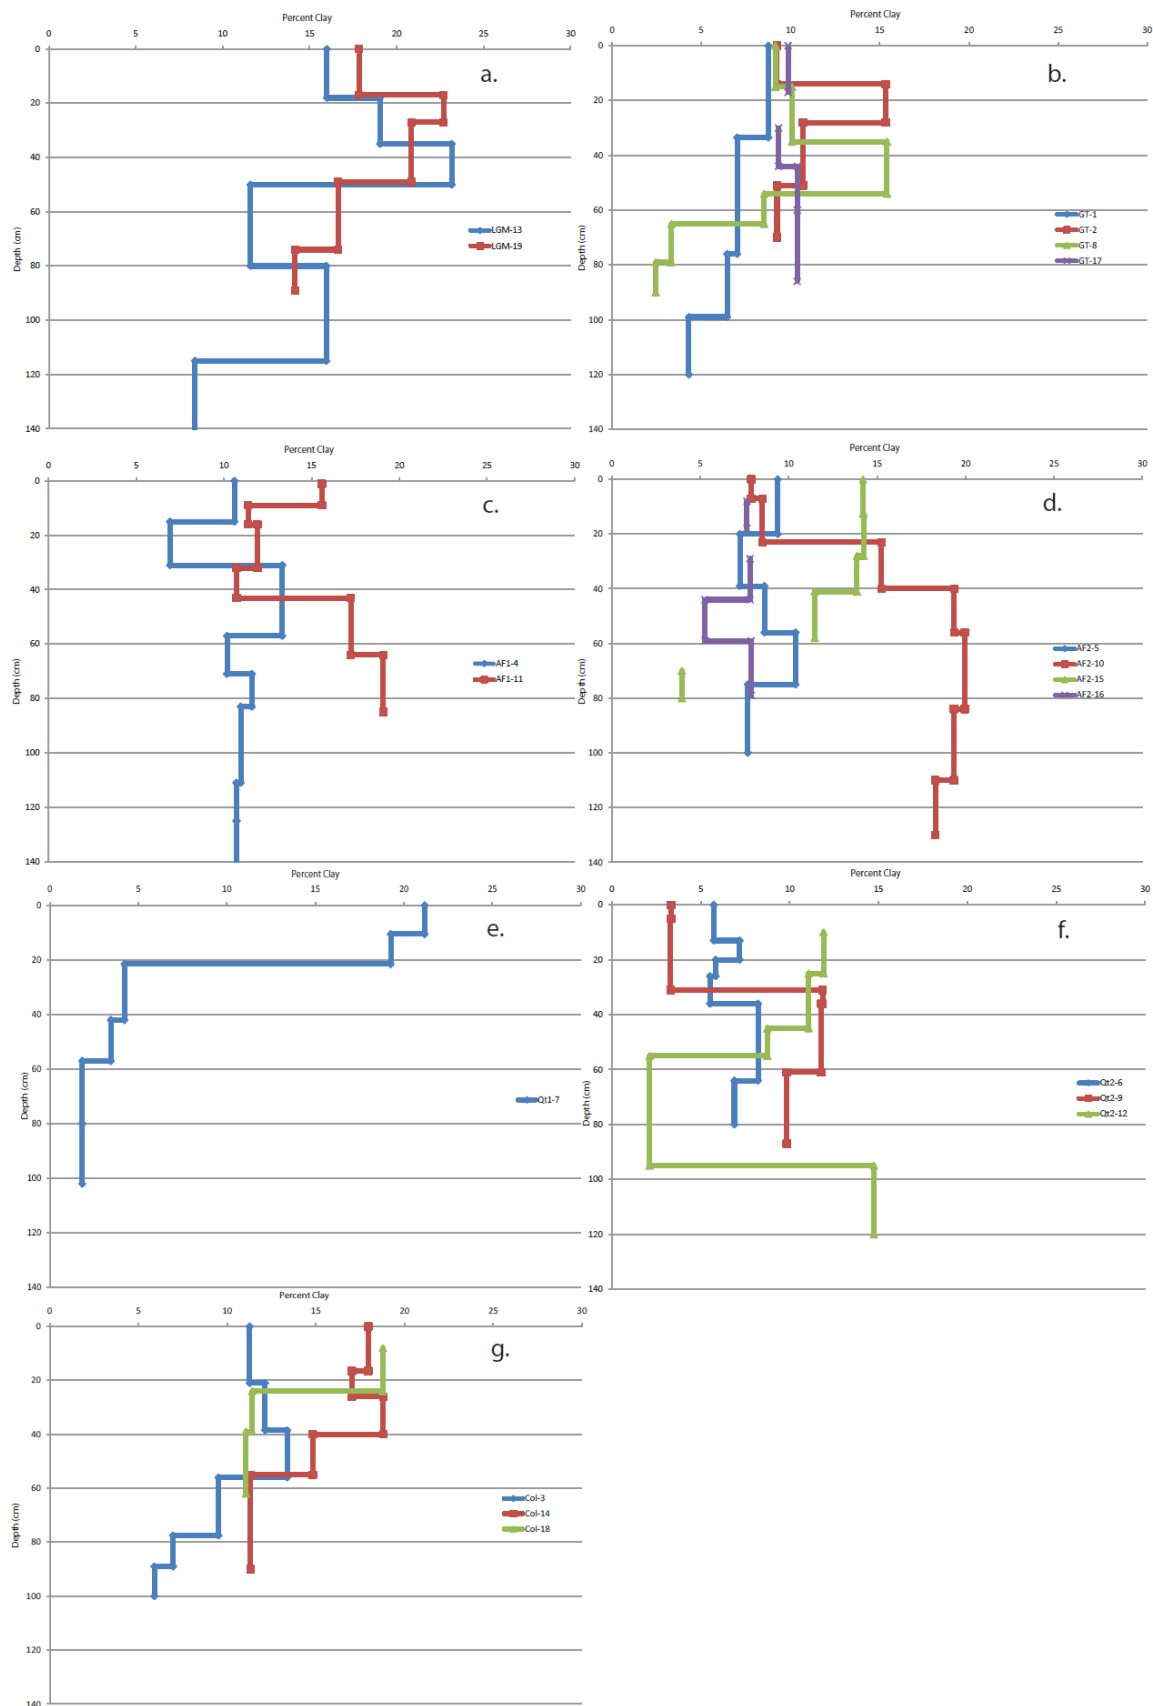 Percent Clay
0 5 10 15 20 25 30
0
20
40
60
80
100
120
140
Depth (cm)
a.
LGM-13
LGM-19
Percent Clay
0 5 10 15 20 25 30
0
20
40
60
80
100
120
140
Depth (cm)
b.
GT-1
GT-2
GT-8
GT-17
Percent Clay
0 5 10 15 20 25 30
0
20
40
60
80
100
120
140
Depth (cm)
c.
AF1-4
AF1-11
Percent Clay
0 5 10 15 20 25 30
0
20
40
60
80
100
120
140
Depth (cm)
d.
AF2-5
AF2-10
AF2-15
AF2-16
Percent Clay
0 5 10 15 20 25 30
0
20
40
60
80
100
120
140
Depth (cm)
e.
Qt1-7
Percent Clay
0 5 10 15 20 25 30
0
20
40
60
80
100
120
140
Depth (cm)
f.
Qt2-6
Qt2-9
Qt2-12
Percent Clay
0 5 10 15 20 25 30
0
20
40
60
80
100
120
140
Depth (cm)
g.
Col-3
Col-14
Col-18